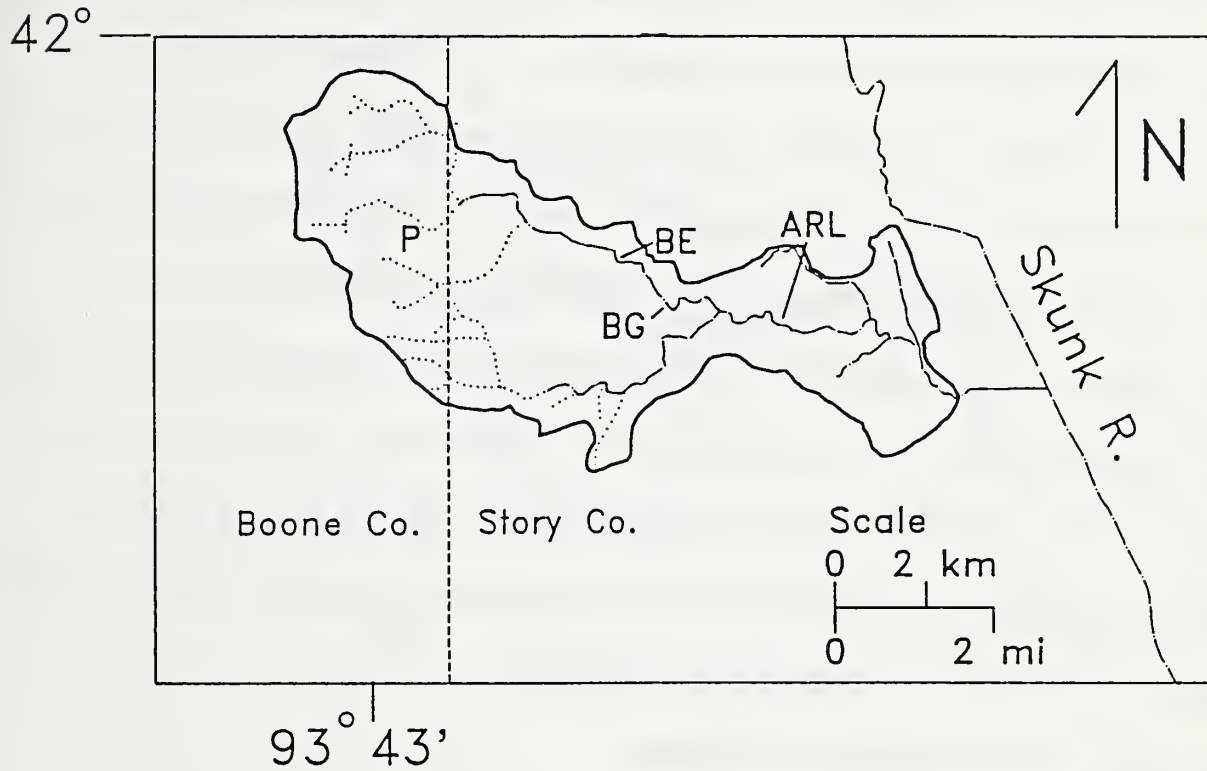 42°
N
ARL
P
BE
BG
Skunk R.
Boone Co.
Story Co.
Scale
0 2 km
0 2 mi
93° 43'